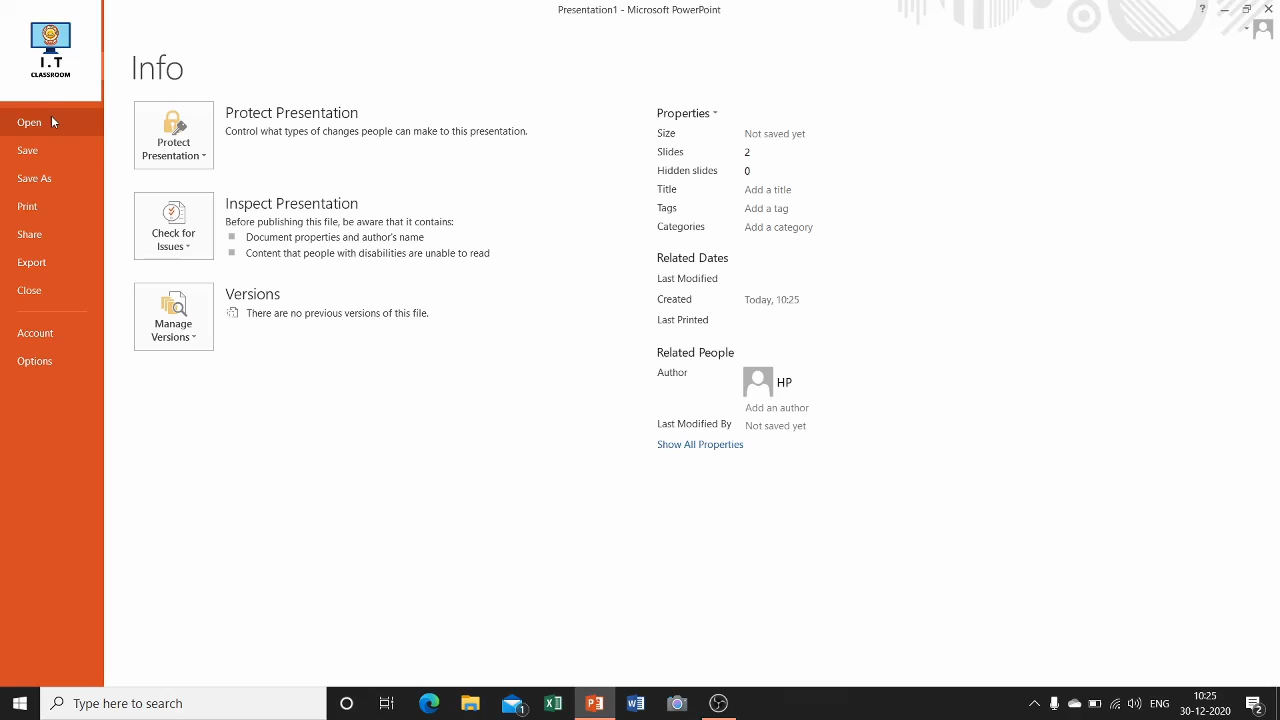 Presentation1 - Microsoft PowerPoint
?
I.T
CLASSROOM
Info
Open
Save
Save As
Print
Share
Export
Close
Account
Options
Protect
Presentation
Protect Presentation
Control what types of changes people can make to this presentation.
Check for
Issues
Inspect Presentation
Before publishing this file, be aware that it contains:
Document properties and author's name
Content that people with disabilities are unable to read
Manage
Versions
Versions
There are no previous versions of this file.
Properties
Size Not saved yet
Slides 2
Hidden slides 0
Title Add a title
Tags Add a tag
Categories Add a category
Related Dates
Last Modified
Created Today, 10:25
Last Printed
Related People
Author HP
Add an author
Last Modified By Not saved yet
Show All Properties
Type here to search
1
ENG
10:25
30-12-2020
2